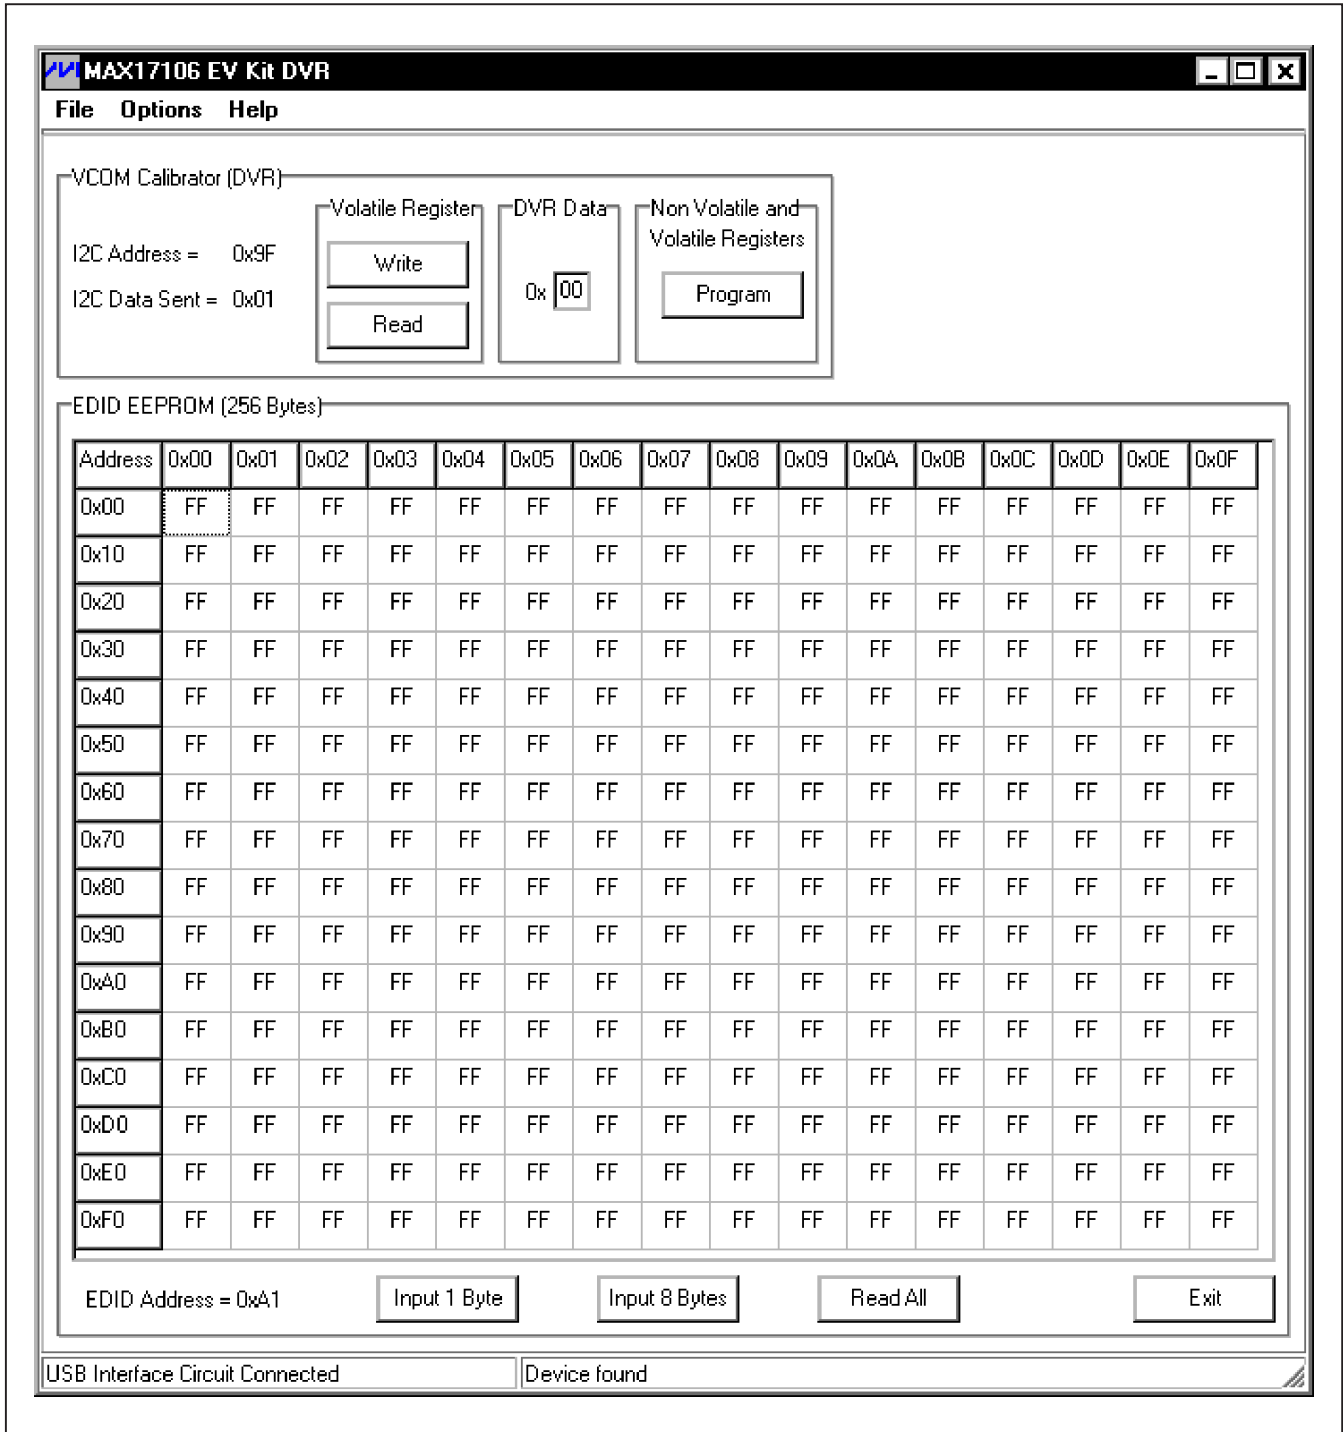 MAX17106 EV Kit DVR
File Options Help
VCOM Calibrator (DVR)
I2C Address = 0x9F
I2C Data Sent = 0x01
Volatile Register
Write
Read
DVR Data
0x 00
Non Volatile and
Volatile Registers
Program
EDID EEPROM (256 Bytes)
Address 0x00 0x01 0x02 0x03 0x04 0x05 0x06 0x07 0x08 0x09 0x0A 0x0B 0x0C 0x0D 0x0E 0x0F
0x00 FF FF FF FF FF FF FF FF FF FF FF FF FF FF FF FF
0x10 FF FF FF FF FF FF FF FF FF FF FF FF FF FF FF FF
0x20 FF FF FF FF FF FF FF FF FF FF FF FF FF FF FF FF
0x30 FF FF FF FF FF FF FF FF FF FF FF FF FF FF FF FF
0x40 FF FF FF FF FF FF FF FF FF FF FF FF FF FF FF FF
0x50 FF FF FF FF FF FF FF FF FF FF FF FF FF FF FF FF
0x60 FF FF FF FF FF FF FF FF FF FF FF FF FF FF FF FF
0x70 FF FF FF FF FF FF FF FF FF FF FF FF FF FF FF FF
0x80 FF FF FF FF FF FF FF FF FF FF FF FF FF FF FF FF
0x90 FF FF FF FF FF FF FF FF FF FF FF FF FF FF FF FF
0xA0 FF FF FF FF FF FF FF FF FF FF FF FF FF FF FF FF
0xB0 FF FF FF FF FF FF FF FF FF FF FF FF FF FF FF FF
0xC0 FF FF FF FF FF FF FF FF FF FF FF FF FF FF FF FF
0xD0 FF FF FF FF FF FF FF FF FF FF FF FF FF FF FF FF
0xE0 FF FF FF FF FF FF FF FF FF FF FF FF FF FF FF FF
0xF0 FF FF FF FF FF FF FF FF FF FF FF FF FF FF FF FF
EDID Address = 0xA1 Input 1 Byte Input 8 Bytes Read All Exit
USB Interface Circuit Connected Device found